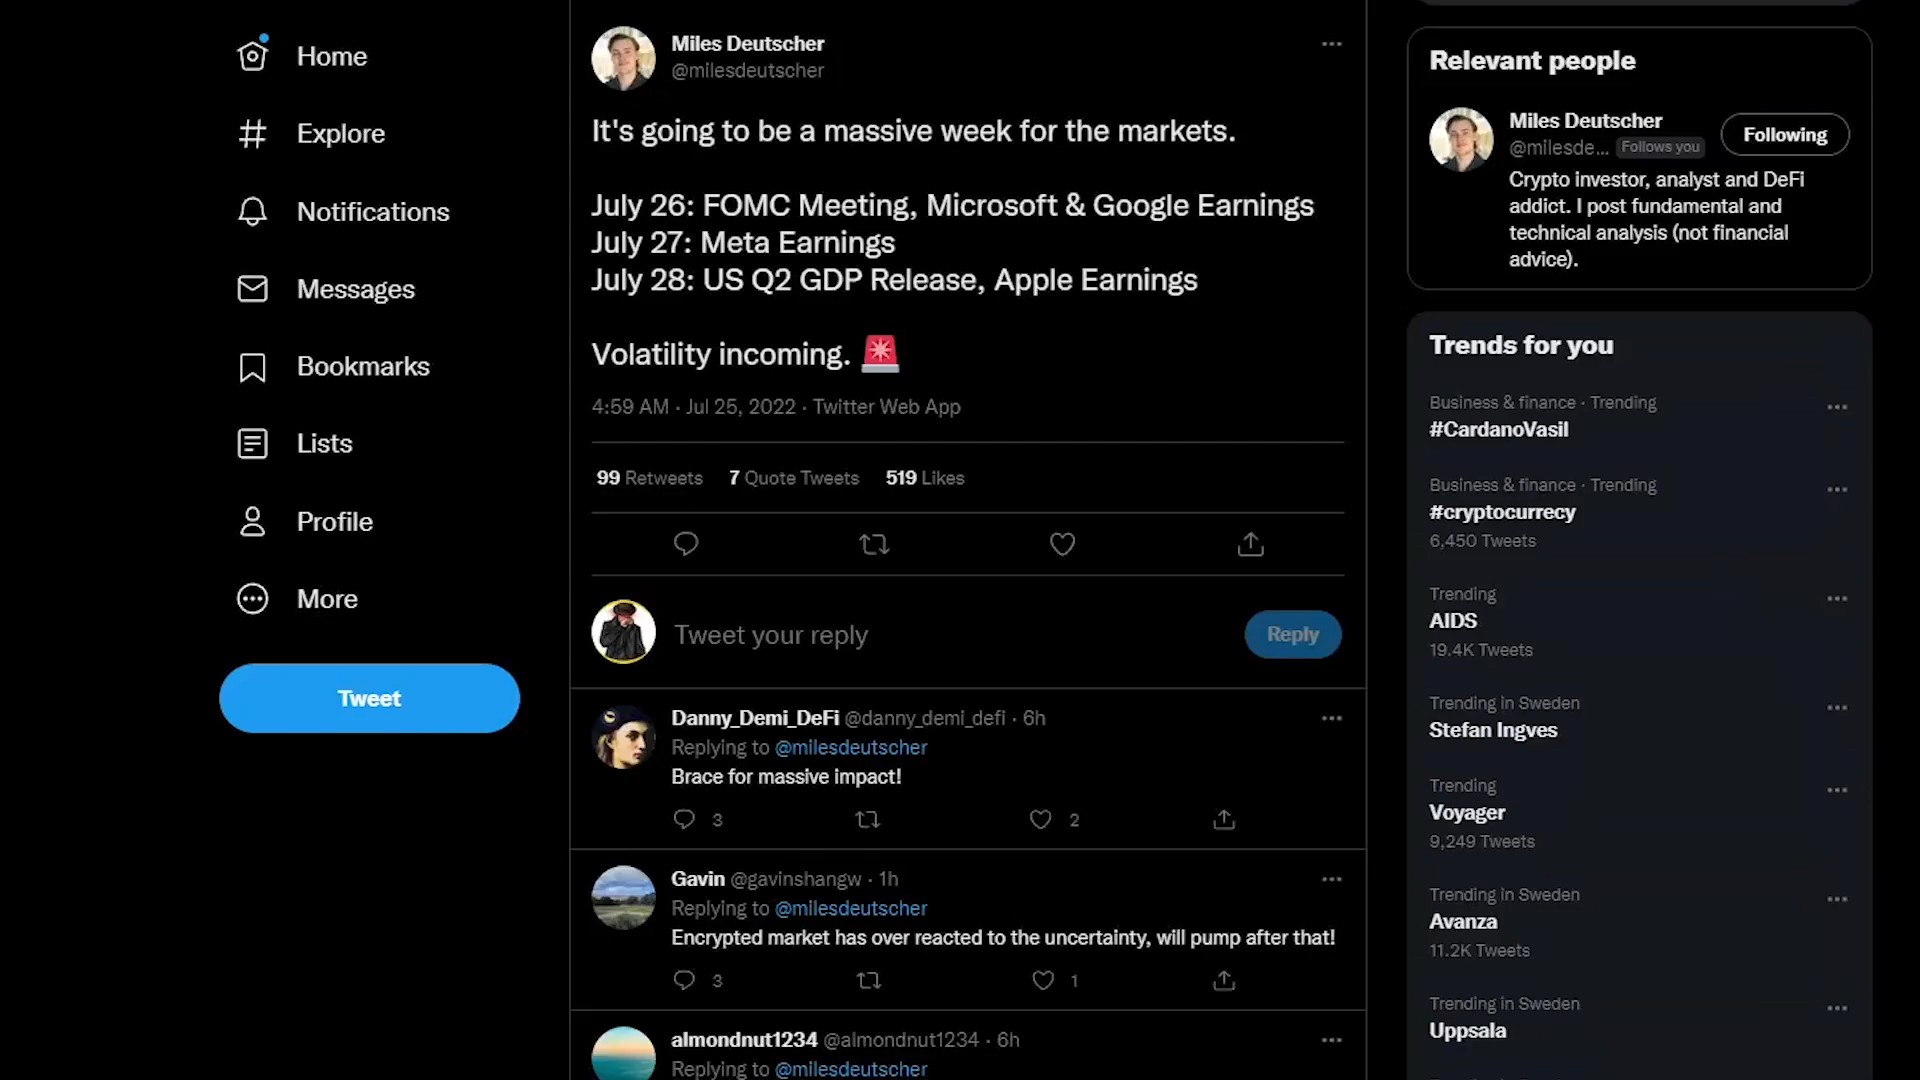 Home
Explore
Notifications
Messages
Bookmarks
Lists
Profile
More
Tweet
Miles Deutscher
@milesdeutscher
It's going to be a massive week for the markets.
July 26: FOMC Meeting, Microsoft & Google Earnings
July 27: Meta Earnings
July 28: US Q2 GDP Release, Apple Earnings
Volatility incoming. 🚨
4:59 AM · Jul 25, 2022 · Twitter Web App
99 Retweets 7 Quote Tweets 519 Likes
Tweet your reply
Reply
Danny_Demi_DeFi @danny_demi_defi · 6h
Replying to @milesdeutscher
Brace for massive impact!
3 2
Gavin @gavinshangw · 1h
Replying to @milesdeutscher
Encrypted market has over reacted to the uncertainty, will pump after that!
3 1
almondnut1234 @almondnut1234 · 6h
Replying to @milesdeutscher
Relevant people
Miles Deutscher
@milesde... Follows you
Following
Crypto investor, analyst and DeFi
addict. I post fundamental and
technical analysis (not financial
advice).
Trends for you
Business & finance · Trending
#CardanoVasil
Business & finance · Trending
#cryptocurrecy
6,450 Tweets
Trending
AIDS
19.4K Tweets
Trending in Sweden
Stefan Ingves
Trending
Voyager
9,249 Tweets
Trending in Sweden
Avanza
11.2K Tweets
Trending in Sweden
Uppsala